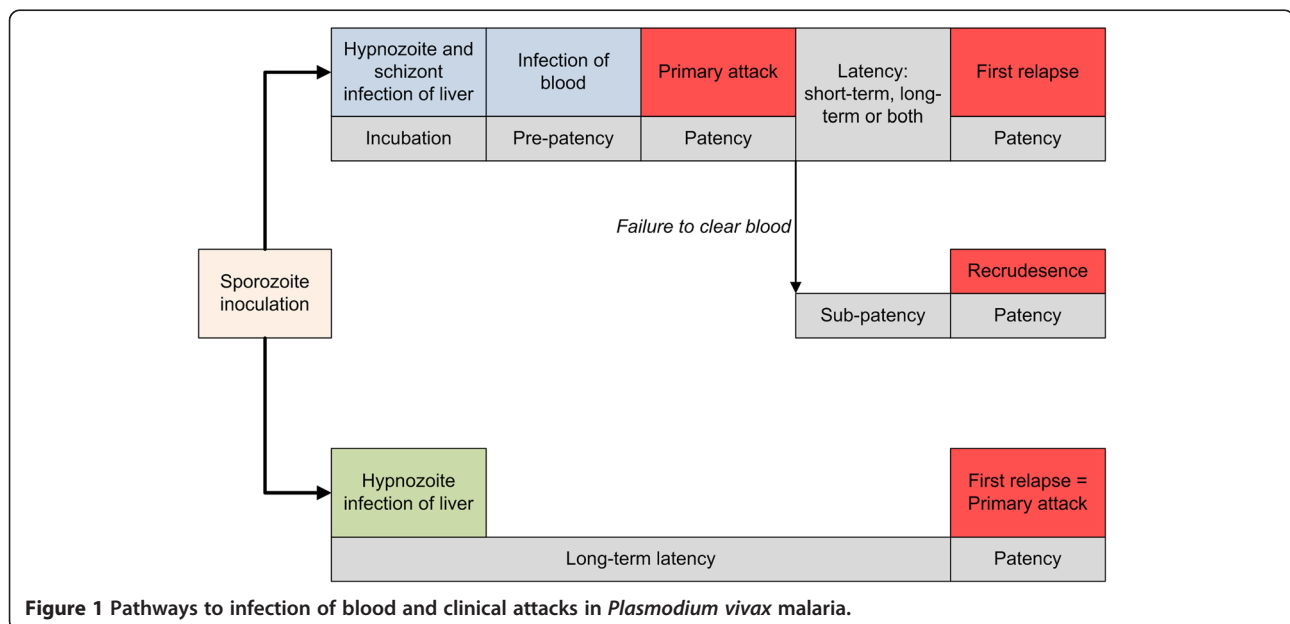 Hypnozoite and
schizont
infection of liver
Infection of
blood
Primary attack
Latency:
short-term, long-
term or both
First relapse
Incubation
Pre-patency
Patency
Patency
Failure to clear blood
Sporozoite
inoculation
Recrudesence
Sub-patency
Patency
Hypnozoite
infection of liver
First relapse =
Primary attack
Long-term latency
Patency
Figure 1 Pathways to infection of blood and clinical attacks in Plasmodium vivax malaria.